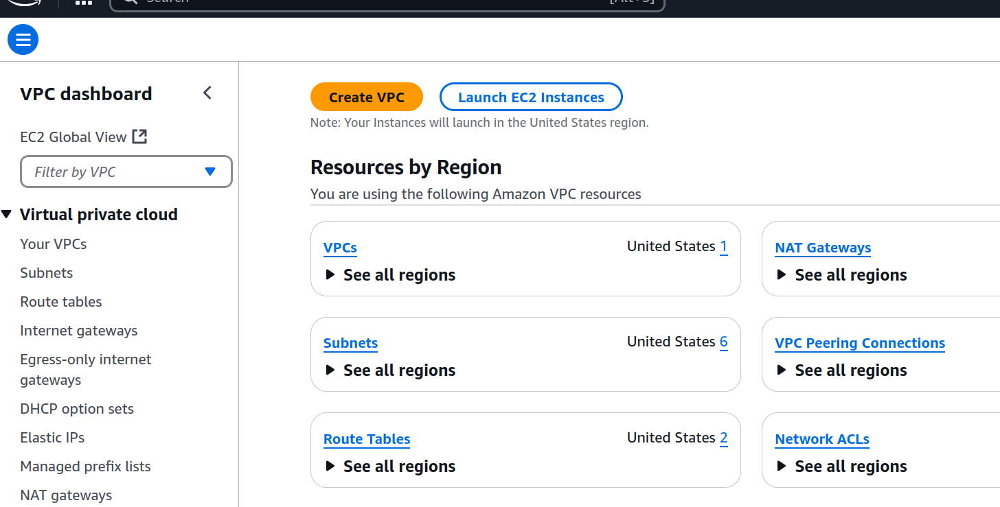 Search [Alt+S]
VPC dashboard
EC2 Global View
Filter by VPC
Virtual private cloud
Your VPCs
Subnets
Route tables
Internet gateways
Egress-only internet
gateways
DHCP option sets
Elastic IPs
Managed prefix lists
NAT gateways
Create VPC
Launch EC2 Instances
Note: Your Instances will launch in the United States region.
Resources by Region
You are using the following Amazon VPC resources
VPCs
United States 1
See all regions
NAT Gateways
See all regions
Subnets
United States 6
See all regions
VPC Peering Connections
See all regions
Route Tables
United States 2
See all regions
Network ACLs
See all regions